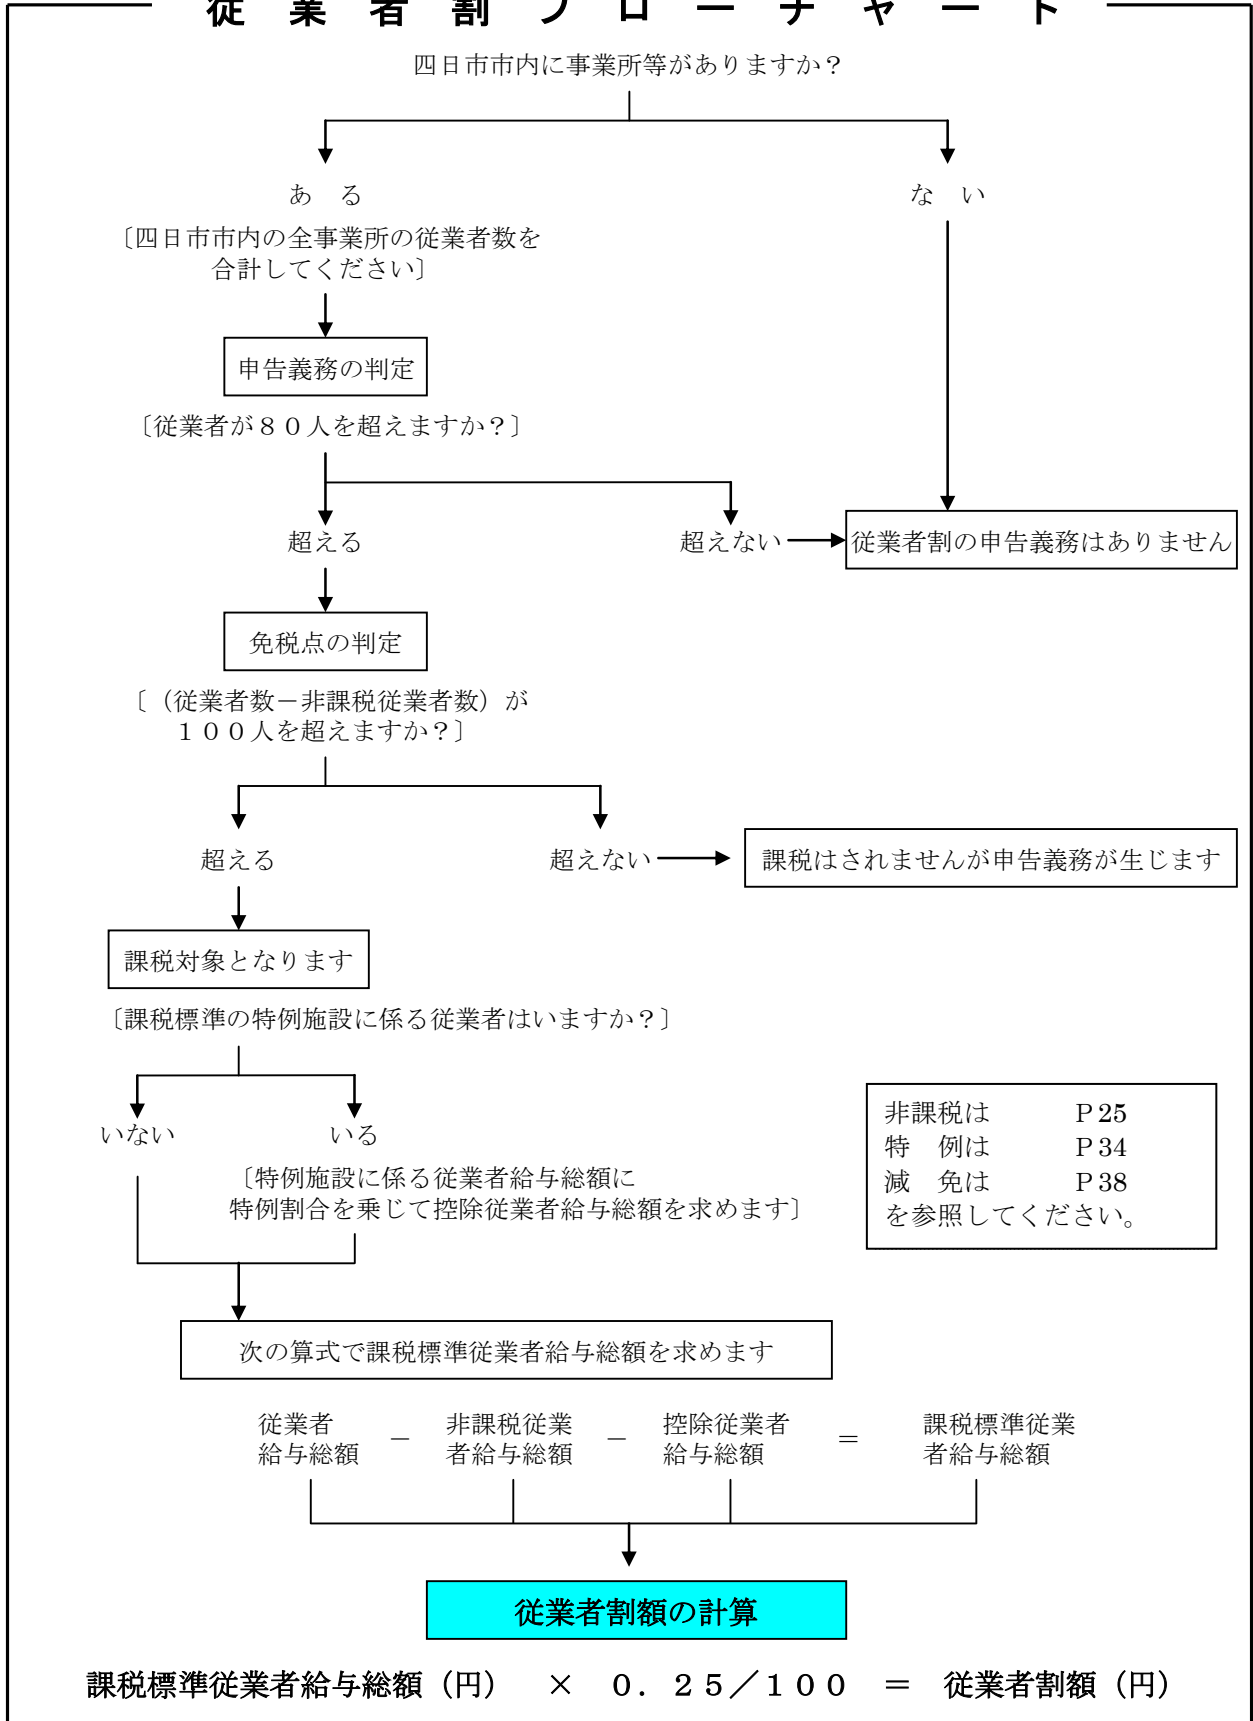 従業者割フローチャート
四日市市内に事業所等がありますか？
ある
ない
〔四日市市内の全事業所の従業者数を
合計してください〕
申告義務の判定
〔従業者が８０人を超えますか？〕
超える
超えない
従業者割の申告義務はありません
免税点の判定
〔（従業者数－非課税従業者数）が
１００人を超えますか？〕
超える
超えない
課税はされませんが申告義務が生じます
課税対象となります
〔課税標準の特例施設に係る従業者はいますか？〕
いない
いる
〔特例施設に係る従業者給与総額に
特例割合を乗じて控除従業者給与総額を求めます〕
非課税は　　　Ｐ25
特　例は　　　Ｐ34
減　免は　　　Ｐ38
を参照してください。
次の算式で課税標準従業者給与総額を求めます
従業者　　　非課税従業　　　控除従業者　　　課税標準従業
給与総額　－　者給与総額　－　給与総額　＝　者給与総額
従業者割額の計算
課税標準従業者給与総額（円）　×　０．２５／１００　＝　従業者割額（円）